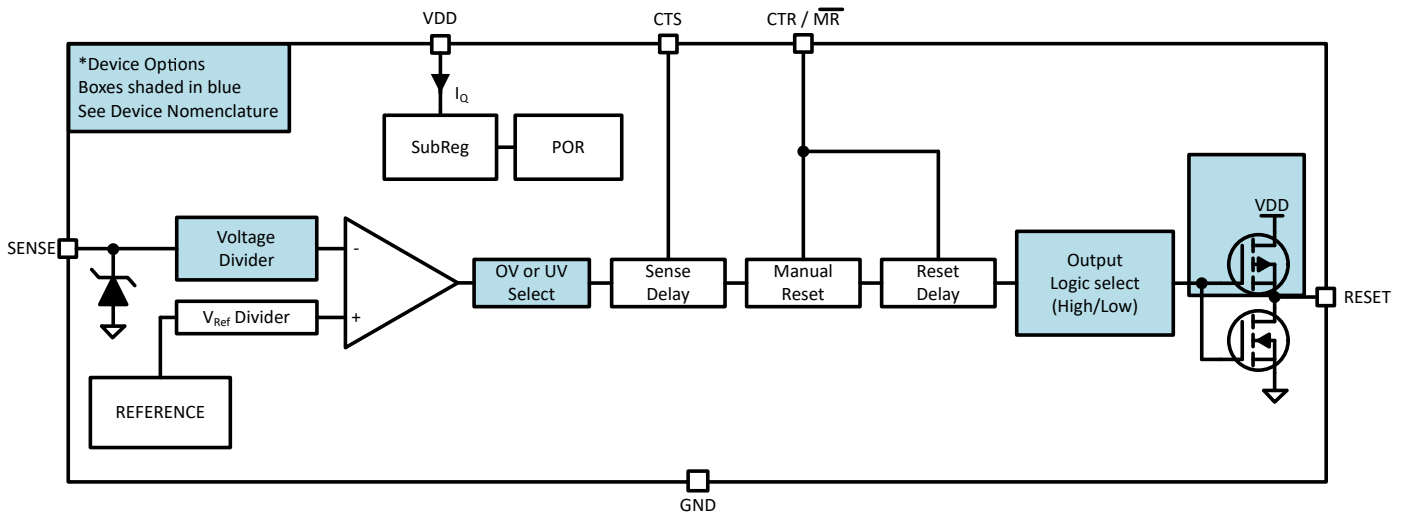 VDD
CTS
CTR / MR
*Device Options
Boxes shaded in blue
See Device Nomenclature
IQ
SubReg
POR
VDD
SENSE
Voltage
Divider
-
OV or UV
Select
Sense
Delay
Manual
Reset
Reset
Delay
Output
Logic select
(High/Low)
RESET
VRef Divider
+
REFERENCE
GND